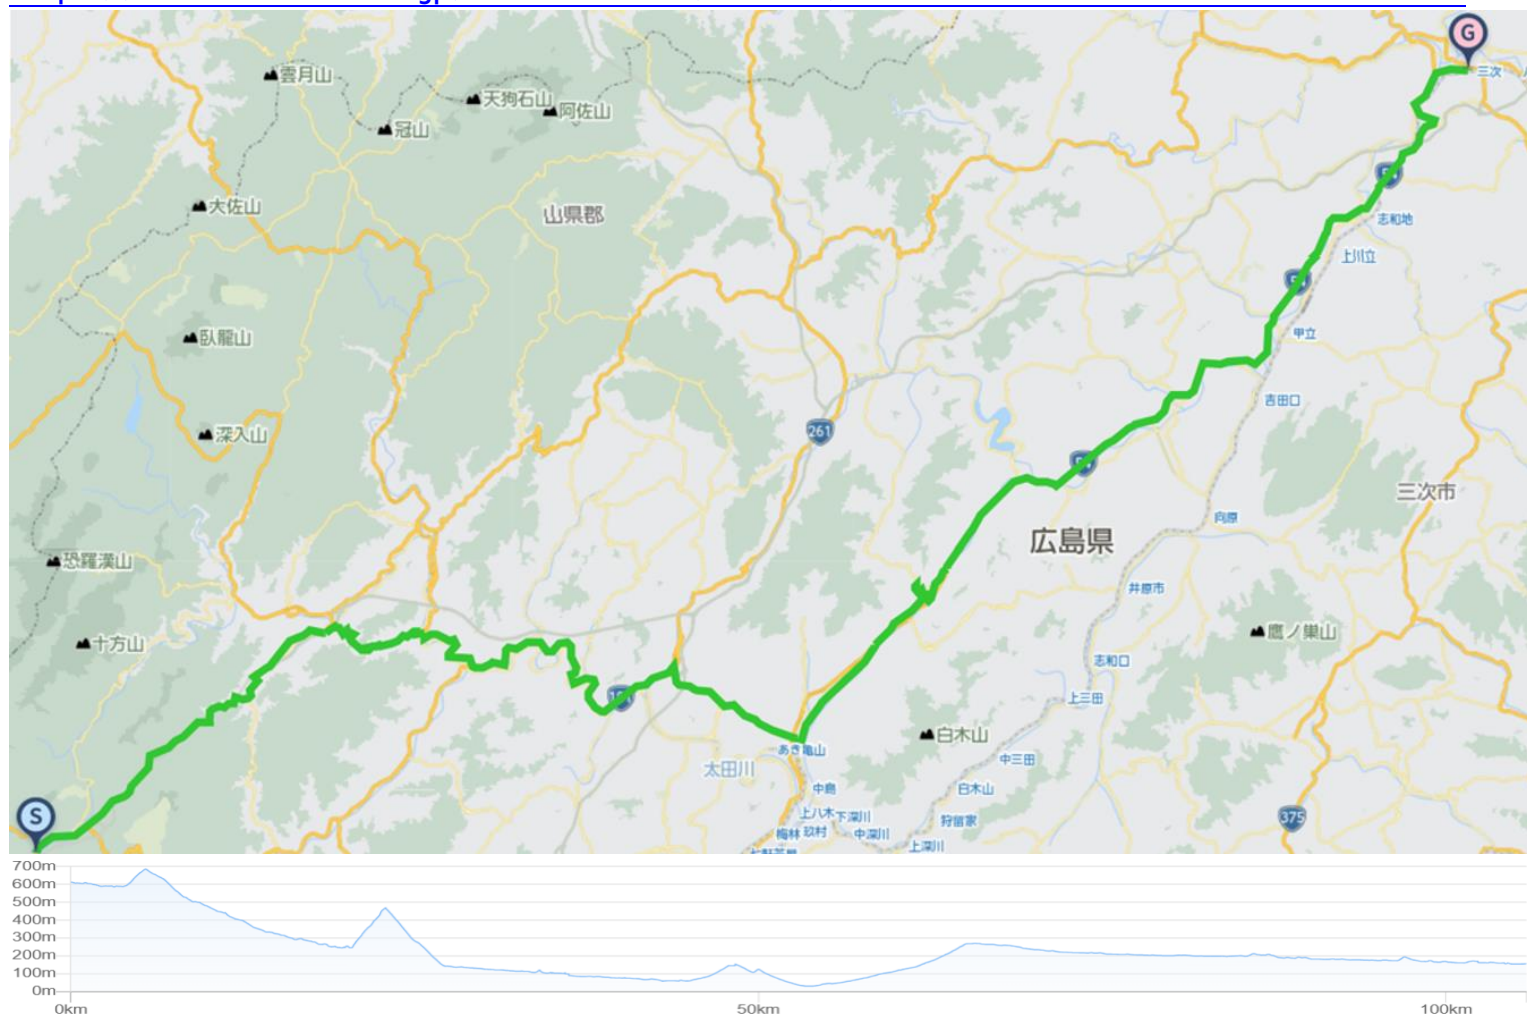 G
三次
雲月山
天狗石山
阿佐山
冠山
54
大佐山
山県郡
志和地
上川立
54
臥龍山
甲立
吉田口
深入山
261
54
三次市
向原
広島県
恐羅漢山
井原市
十方山
鷹ノ巣山
志和口
191
上三田
白木山
あき亀山
太田川
中三田
中島
白木山
S
上八木
下深川
狩留家
375
梅林
玖村
中深川
上深川
700m
600m
500m
400m
300m
200m
100m
0m
0km
50km
100km